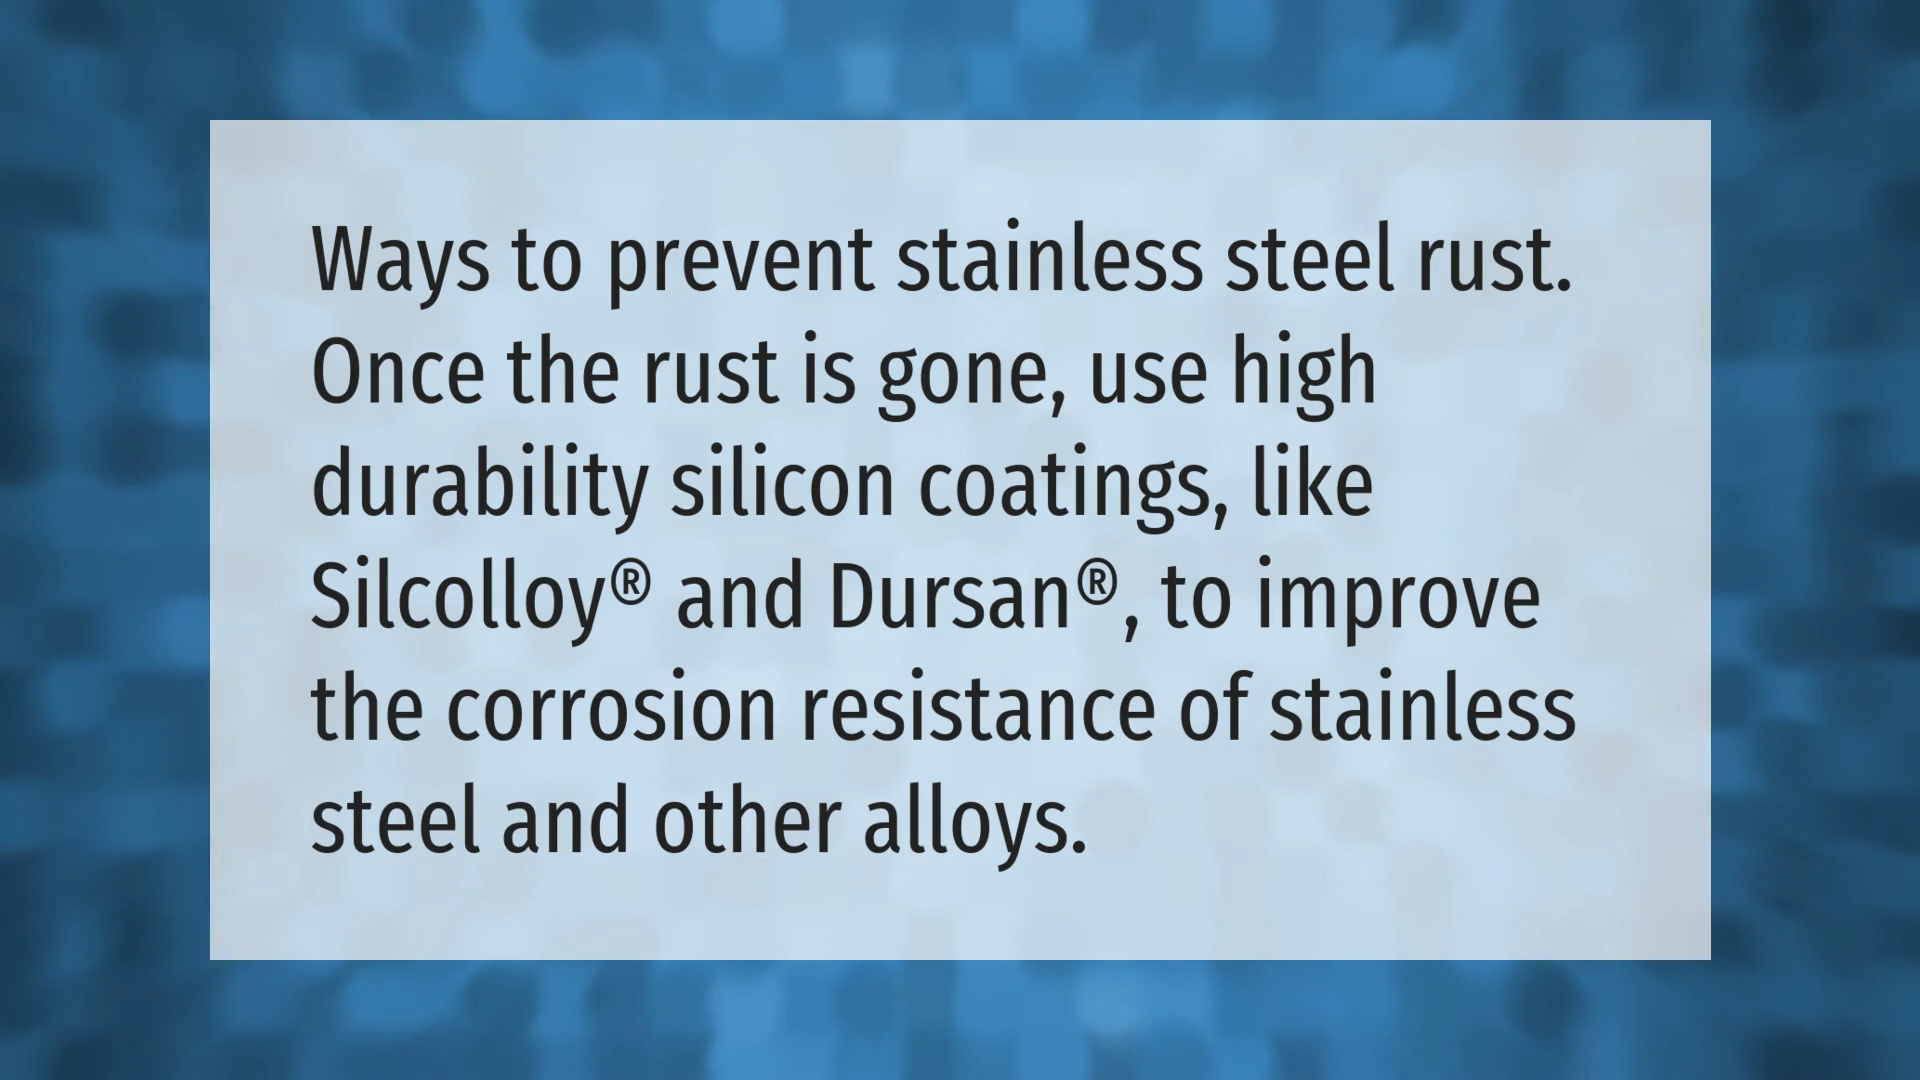 Ways to prevent stainless steel rust.
Once the rust is gone, use high
durability silicon coatings, like
Silcolloy® and Dursan®, to improve
the corrosion resistance of stainless
steel and other alloys.